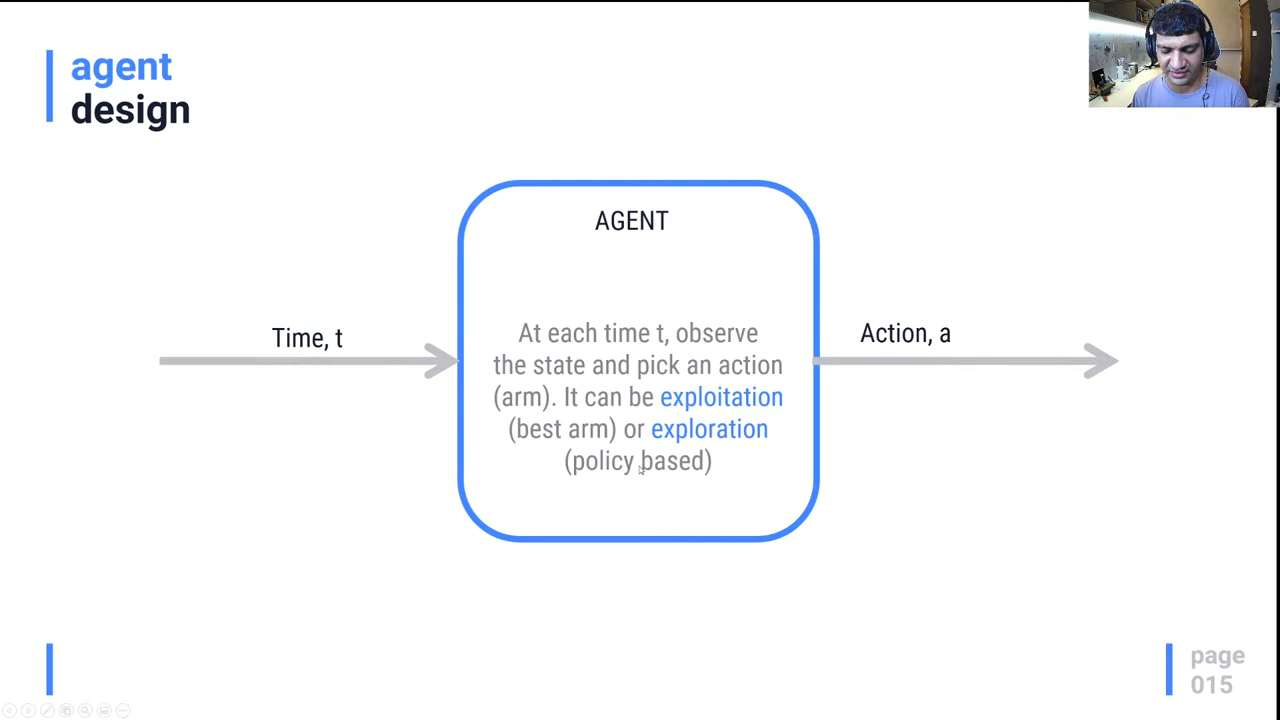 agent
design
AGENT
Time, t
At each time t, observe
the state and pick an action
(arm). It can be exploitation
(best arm) or exploration
(policy based)
Action, a
page
015